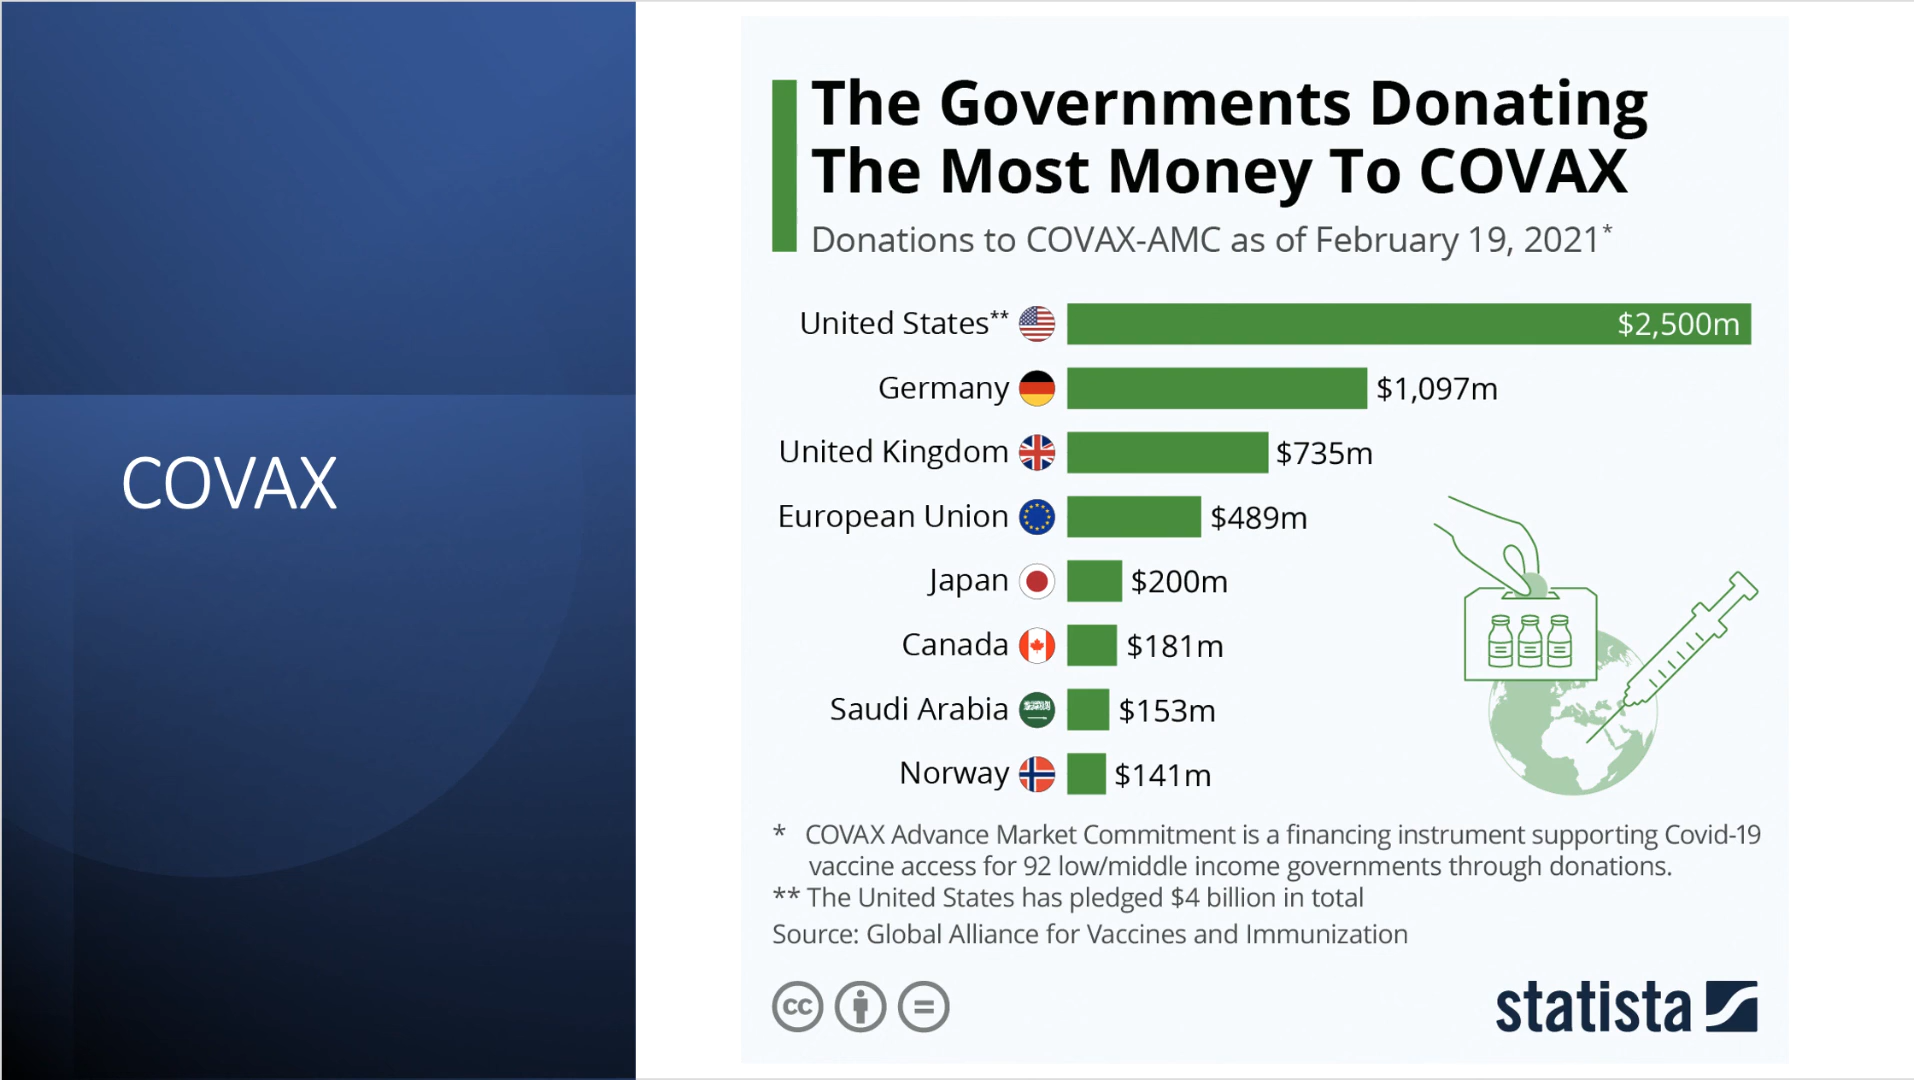 COVAX
The Governments Donating
The Most Money To COVAX
Donations to COVAX-AMC as of February 19, 2021*
United States** $2,500m
Germany $1,097m
United Kingdom $735m
European Union $489m
Japan $200m
Canada $181m
Saudi Arabia $153m
Norway $141m
* COVAX Advance Market Commitment is a financing instrument supporting Covid-19
vaccine access for 92 low/middle income governments through donations.
** The United States has pledged $4 billion in total
Source: Global Alliance for Vaccines and Immunization
cc = statista